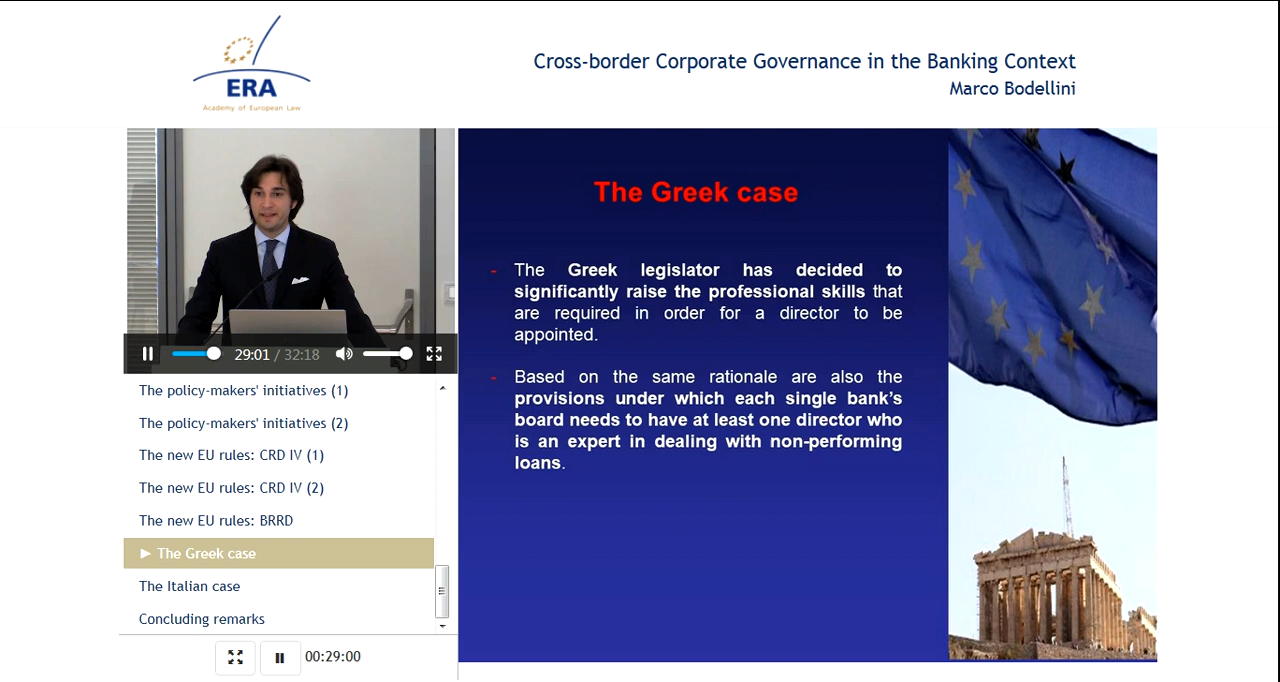 ERA
Academy of European Law
Cross-border Corporate Governance in the Banking Context
Marco Bodellini
29:01 / 32:18
The policy-makers' initiatives (1)
The policy-makers' initiatives (2)
The new EU rules: CRD IV (1)
The new EU rules: CRD IV (2)
The new EU rules: BRRD
► The Greek case
The Italian case
Concluding remarks
00:29:00
The Greek case
- The Greek legislator has decided to
significantly raise the professional skills that
are required in order for a director to be
appointed.
- Based on the same rationale are also the
provisions under which each single bank’s
board needs to have at least one director who
is an expert in dealing with non-performing
loans.